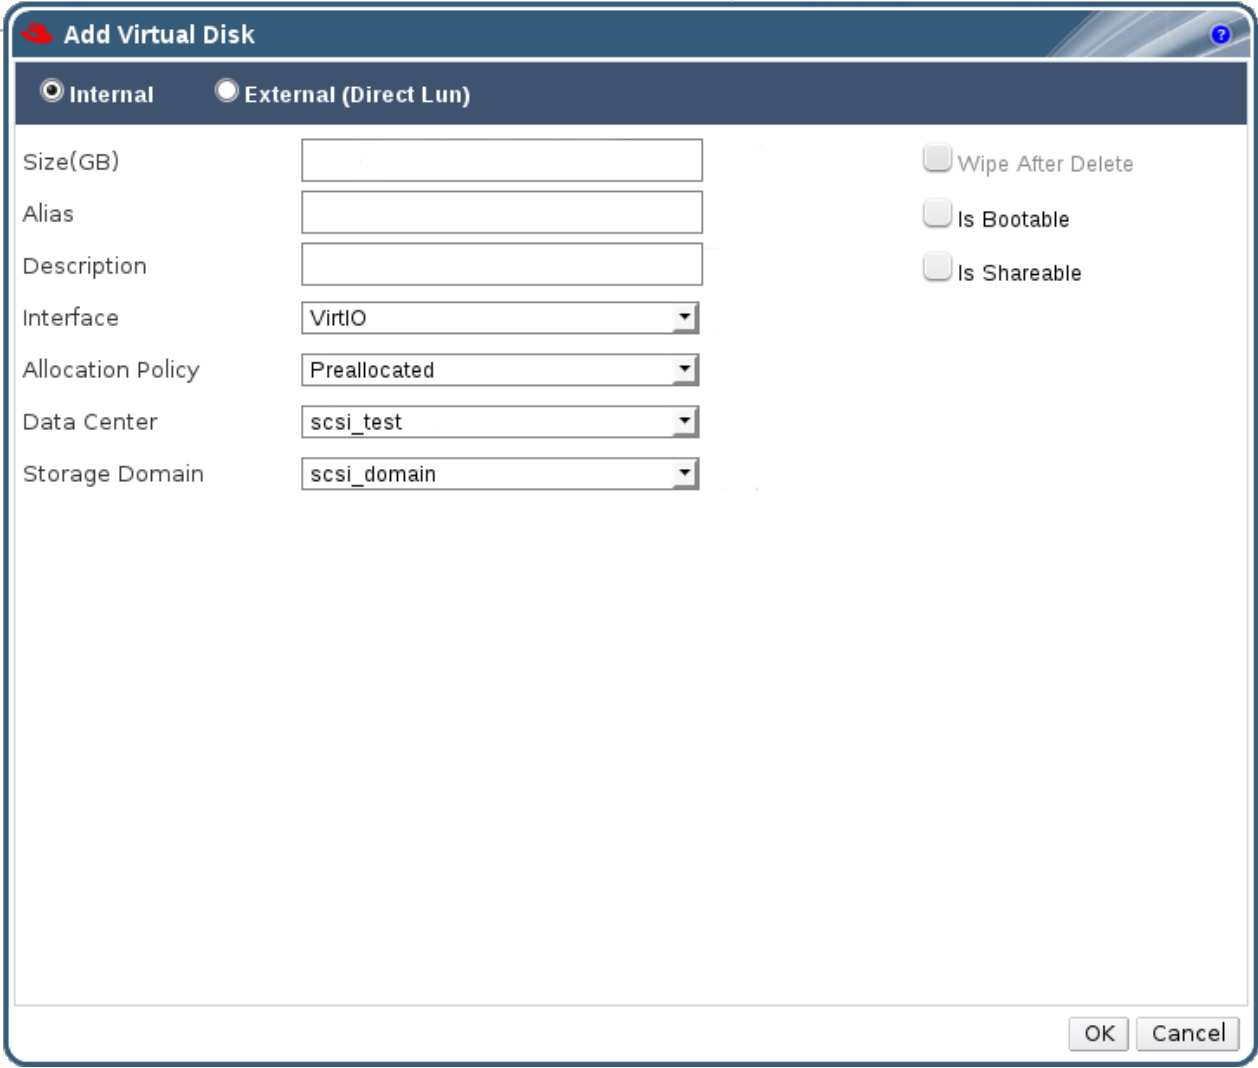 Add Virtual Disk ?
Internal External (Direct Lun)
Size(GB) Wipe After Delete
Alias Is Bootable
Description Is Shareable
Interface VirtIO
Allocation Policy Preallocated
Data Center scsi_test
Storage Domain scsi_domain
OK Cancel